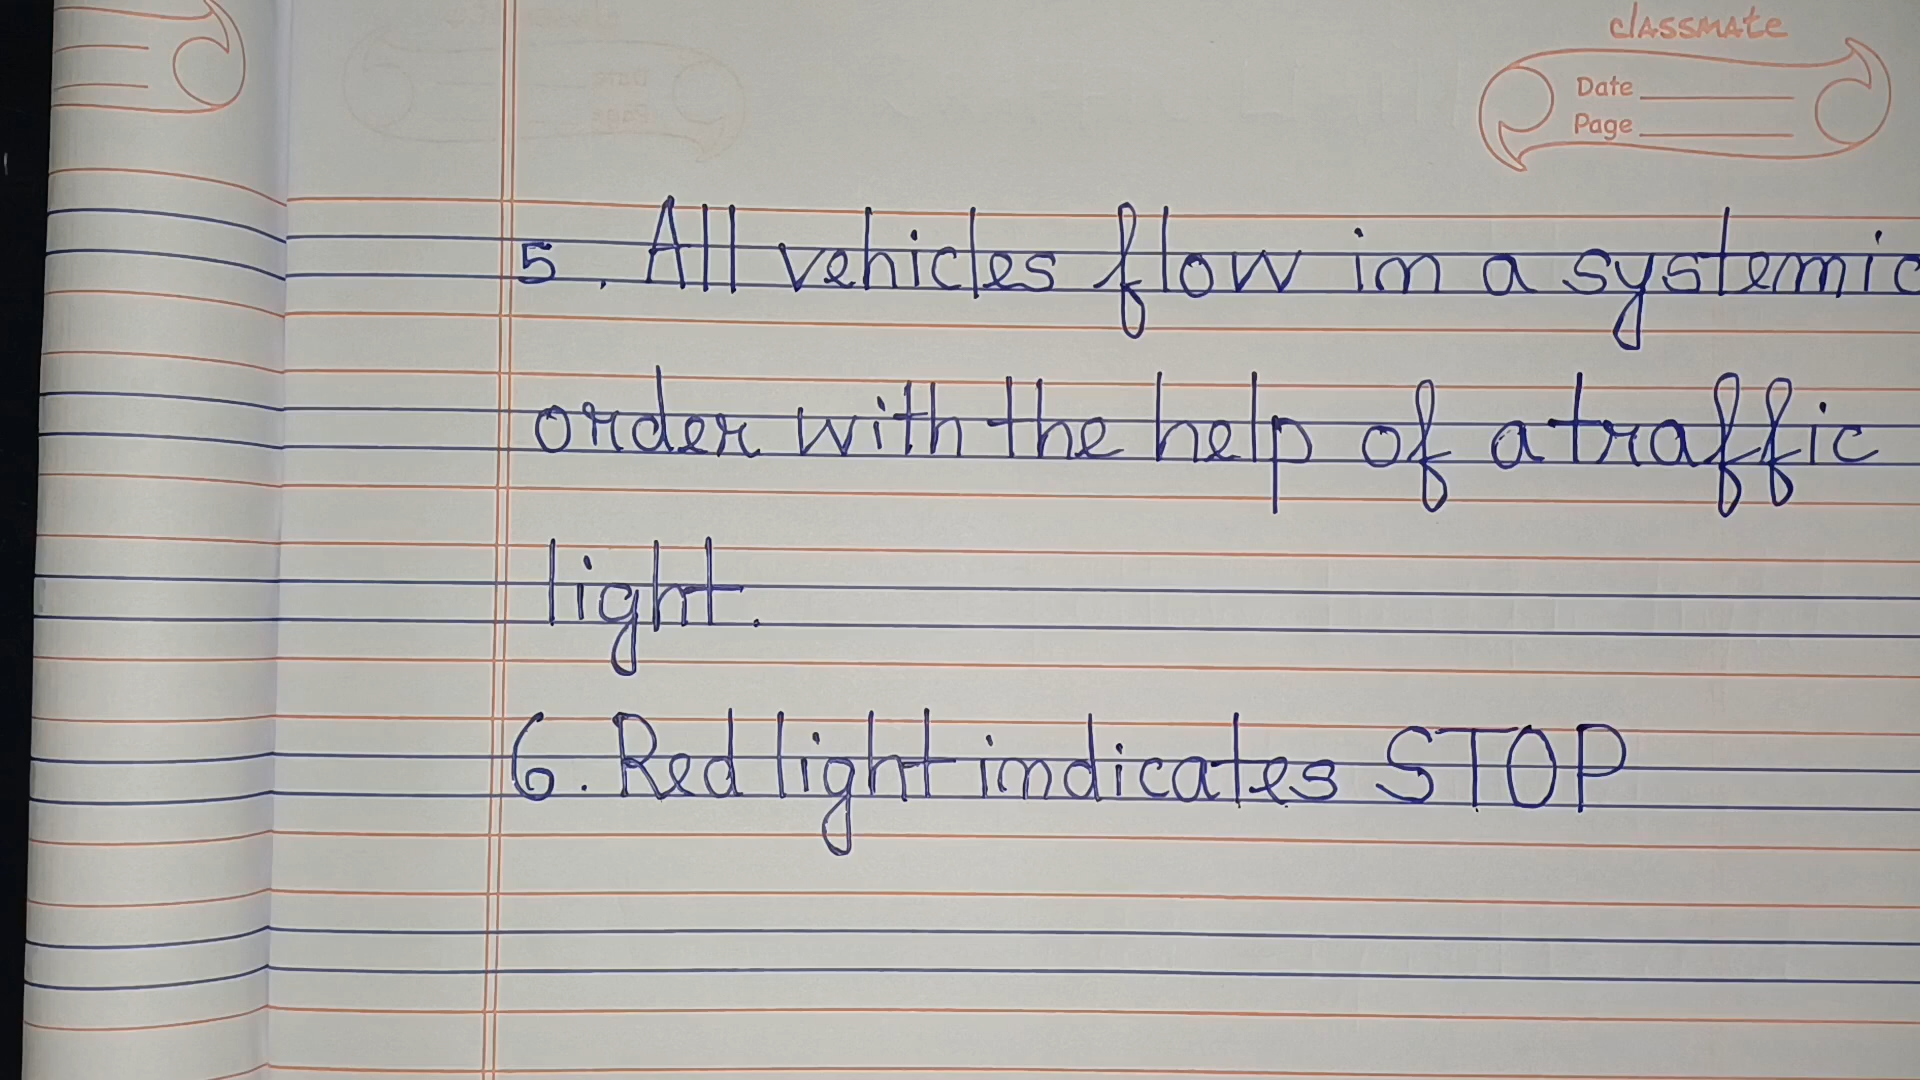 classmate
Date
Page
5. All vehicles flow in a systemic
order with the help of a traffic
light.
6. Red light indicates STOP